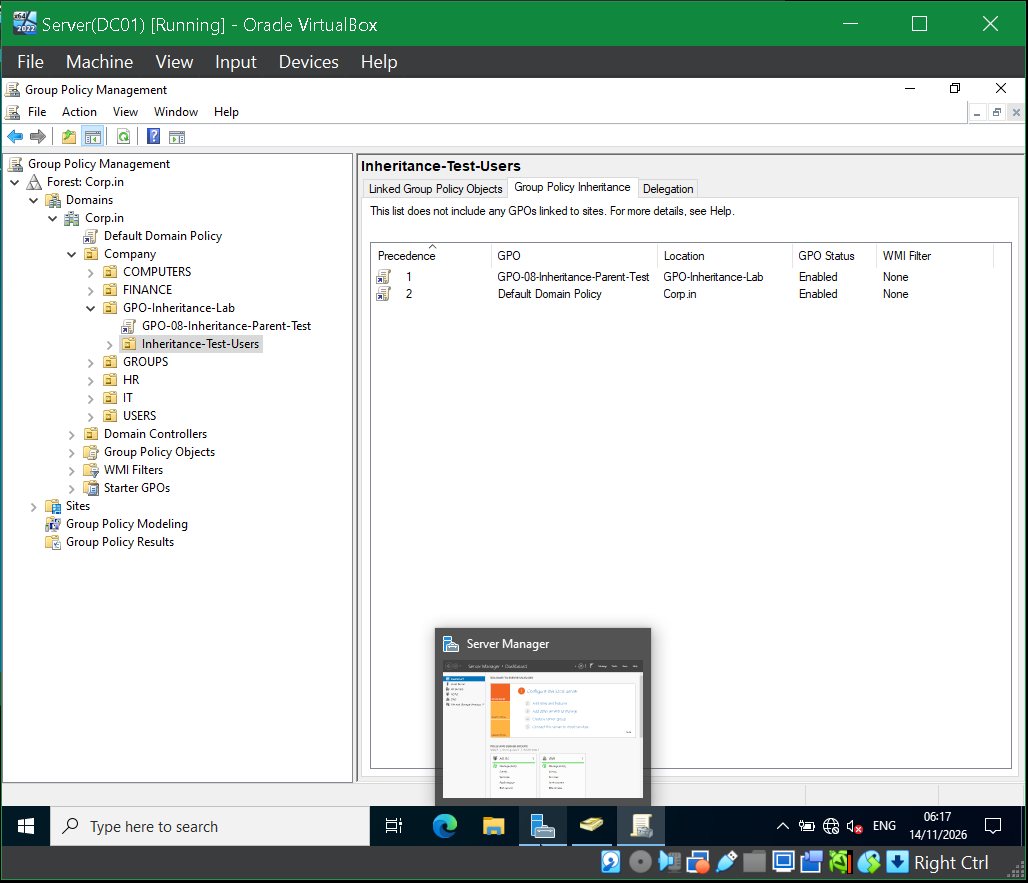 Server(DC01) [Running] - Oracle VirtualBox
File Machine View Input Devices Help
Group Policy Management
File Action View Window Help
Group Policy Management
Forest: Corp.in
Domains
Corp.in
Default Domain Policy
Company
COMPUTERS
FINANCE
GPO-Inheritance-Lab
GPO-08-Inheritance-Parent-Test
Inheritance-Test-Users
GROUPS
HR
IT
USERS
Domain Controllers
Group Policy Objects
WMI Filters
Starter GPOs
Sites
Group Policy Modeling
Group Policy Results
Inheritance-Test-Users
Linked Group Policy Objects Group Policy Inheritance Delegation
This list does not include any GPOs linked to sites. For more details, see Help.
Precedence GPO Location GPO Status WMI Filter
1 GPO-08-Inheritance-Parent-Test GPO-Inheritance-Lab Enabled None
2 Default Domain Policy Corp.in Enabled None
Server Manager
Type here to search
ENG
06:17
14/11/2026
Right Ctrl